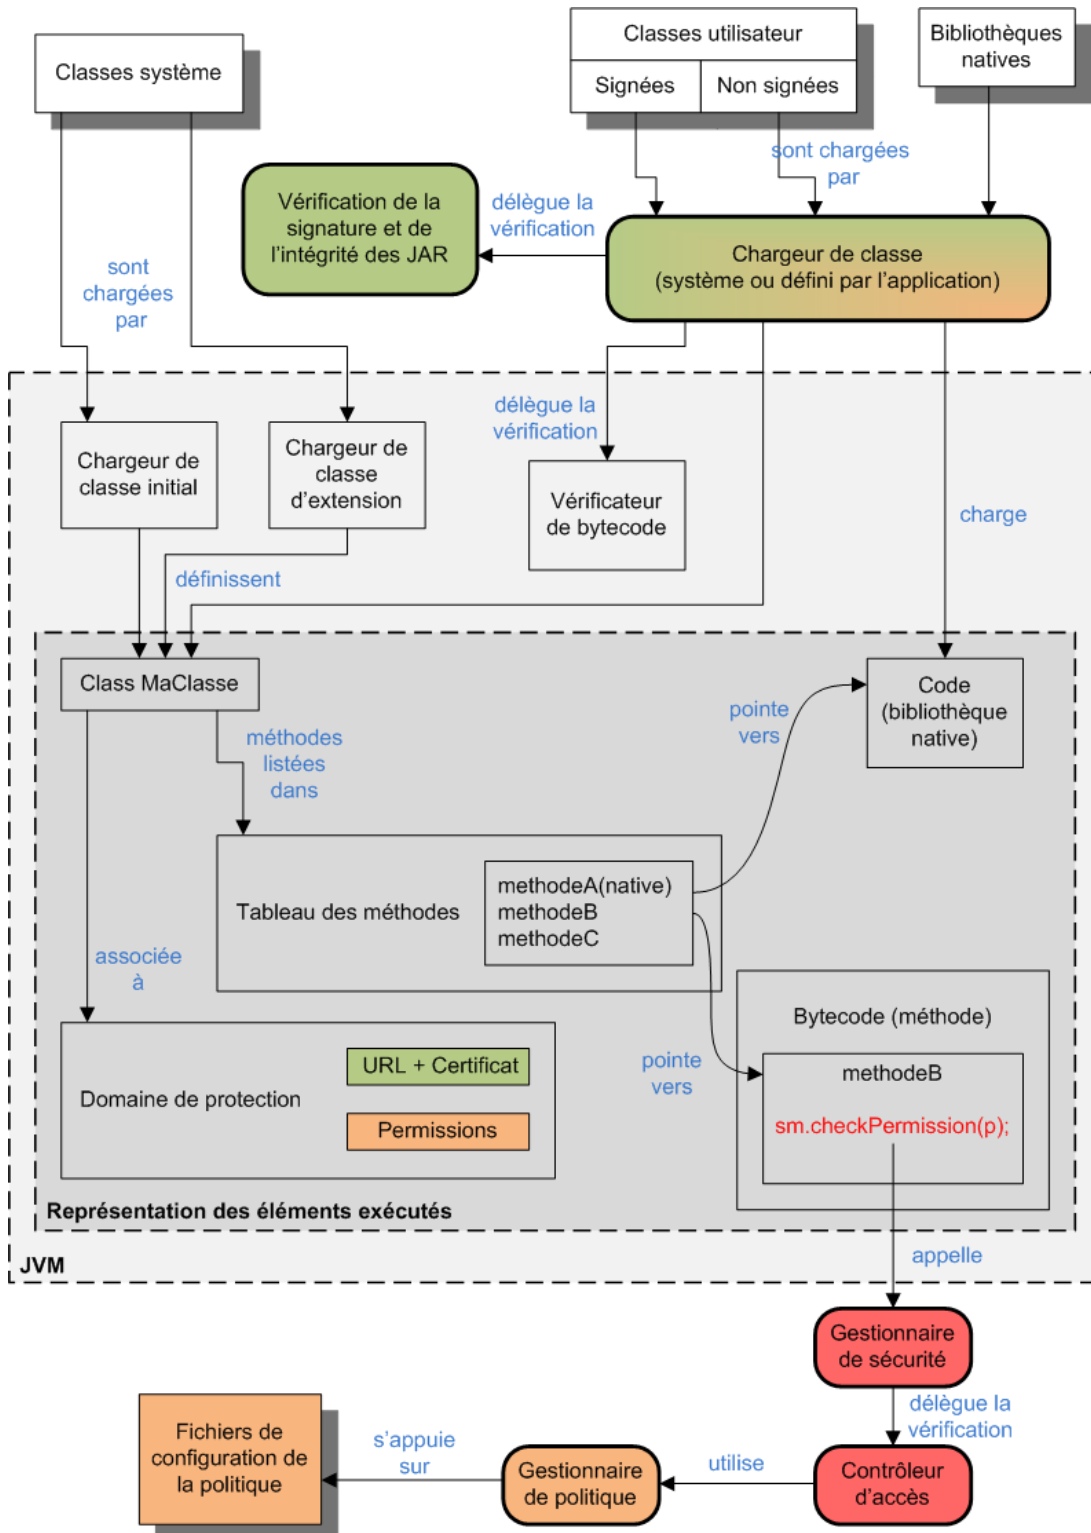 Classes système
Classes utilisateur
Signées
Non signées
Bibliothèques
natives
sont chargées
par
Vérification de la
signature et de
l'intégrité des JAR
délègue la
vérification
Chargeur de classe
(système ou défini par l'application)
sont
chargées
par
délègue la
vérification
Chargeur de
classe initial
Chargeur de
classe
d'extension
Vérificateur
de bytecode
charge
définissent
Class MaClasse
Code
(bibliothèque
native)
pointe
vers
méthodes
listées
dans
Tableau des méthodes
methodeA(native)
methodeB
methodeC
associée
à
Bytecode (méthode)
pointe
vers
methodeB
sm.checkPermission(p);
Domaine de protection
URL + Certificat
Permissions
Représentation des éléments exécutés
JVM
appelle
Gestionnaire
de sécurité
délègue la
vérification
Contrôleur
d'accès
utilise
Gestionnaire
de politique
s'appuie
sur
Fichiers de
configuration de
la politique